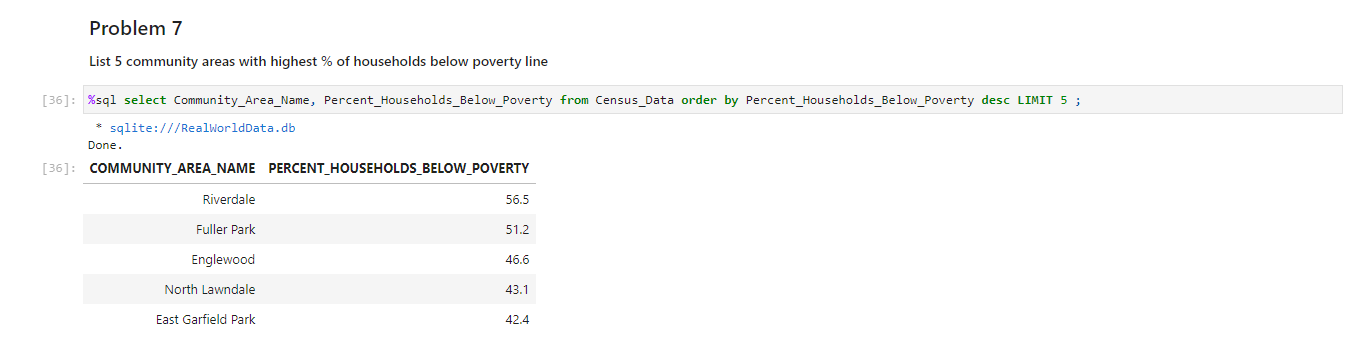 Problem 7
List 5 community areas with highest % of households below poverty line
[36]: %sql select Community_Area_Name, Percent_Households_Below_Poverty from Census_Data order by Percent_Households_Below_Poverty desc LIMIT 5 ;
* sqlite:///RealWorldData.db
Done.
[36]: COMMUNITY_AREA_NAME PERCENT_HOUSEHOLDS_BELOW_POVERTY
Riverdale 56.5
Fuller Park 51.2
Englewood 46.6
North Lawndale 43.1
East Garfield Park 42.4